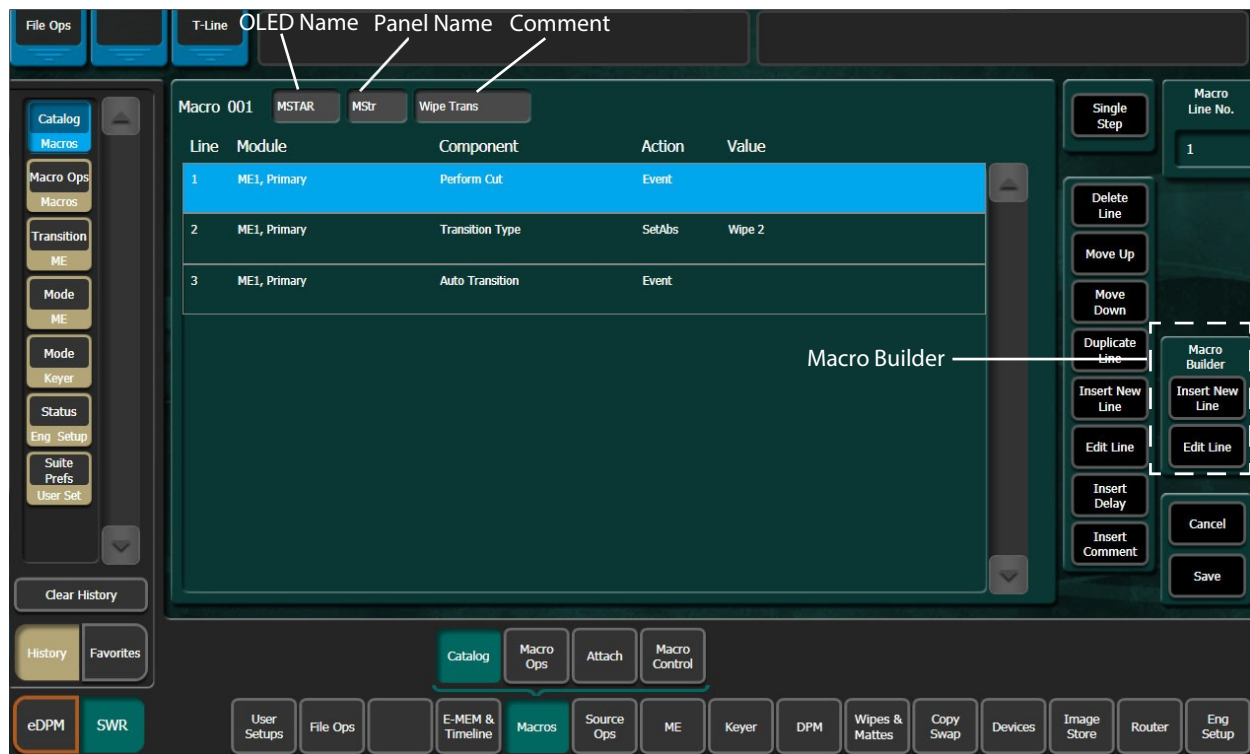 File Ops
T-Line
OLED Name Panel Name Comment
Catalog
Macros
Macro Ops
Macros
Transition
ME
Mode
ME
Mode
Keyer
Status
Eng Setup
Suite
Prefs
User Set
Clear History
History
Favorites
Macro 001 MSTAR MStr Wipe Trans
Line Module Component Action Value
1 ME1, Primary Perform Cut Event
2 ME1, Primary Transition Type SetAbs Wipe 2
3 ME1, Primary Auto Transition Event
Macro Builder
Single
Step
Macro
Line No.
1
Delete
Line
Move Up
Move
Down
Duplicate
Line
Insert New
Line
Edit Line
Insert
Delay
Insert
Comment
Macro
Builder
Insert New
Line
Edit Line
Cancel
Save
Catalog
Macro
Ops
Attach
Macro
Control
eDPM
SWR
User
Setups
File Ops
E-MEM &
Timeline
Macros
Source
Ops
ME
Keyer
DPM
Wipes &
Mattes
Copy
Swap
Devices
Image
Store
Router
Eng
Setup